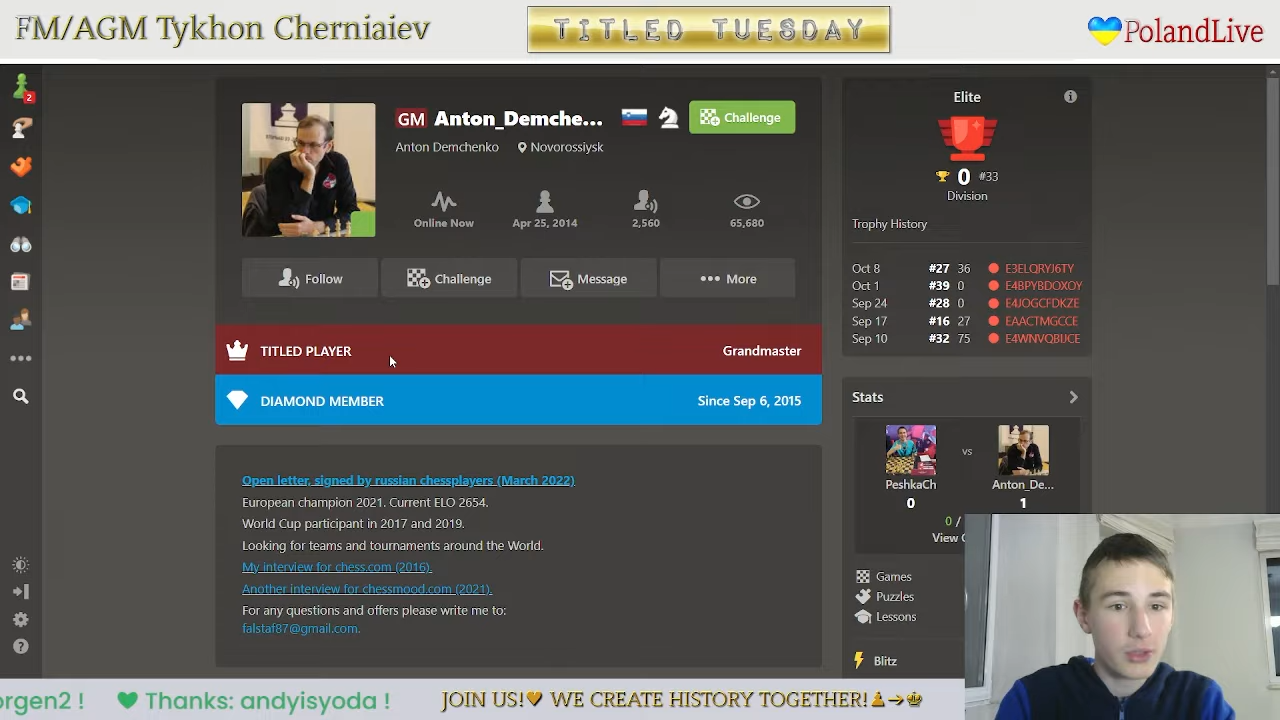 FM/AGM Tykhon Cherniaiev
TITLED TUESDAY
PolandLive
2
GM Anton_Demche...
Challenge
Anton Demchenko Novorossiysk
Online Now Apr 25, 2014 2,560 65,680
Follow Challenge Message More
TITLED PLAYER Grandmaster
DIAMOND MEMBER Since Sep 6, 2015
Open letter, signed by russian chessplayers (March 2022)
European champion 2021. Current ELO 2654.
World Cup participant in 2017 and 2019.
Looking for teams and tournaments around the World.
My interview for chess.com (2016).
Another interview for chessmood.com (2021).
For any questions and offers please write me to:
falstaf87@gmail.com.
Elite
0 #33
Division
Trophy History
Oct 8 #27 36 E3ELQRYJ6TY
Oct 1 #39 0 E4BPYBDOXOY
Sep 24 #28 0 E4JOGCFDKZE
Sep 17 #16 27 EAACTMGCCE
Sep 10 #32 75 E4WNVQBUCE
Stats
vs
PeshkaCh Anton_De...
0 1
0 /
View
Games
Puzzles
Lessons
Blitz
orgen2 ! Thanks: andyisyoda ! JOIN US! WE CREATE HISTORY TOGETHER!